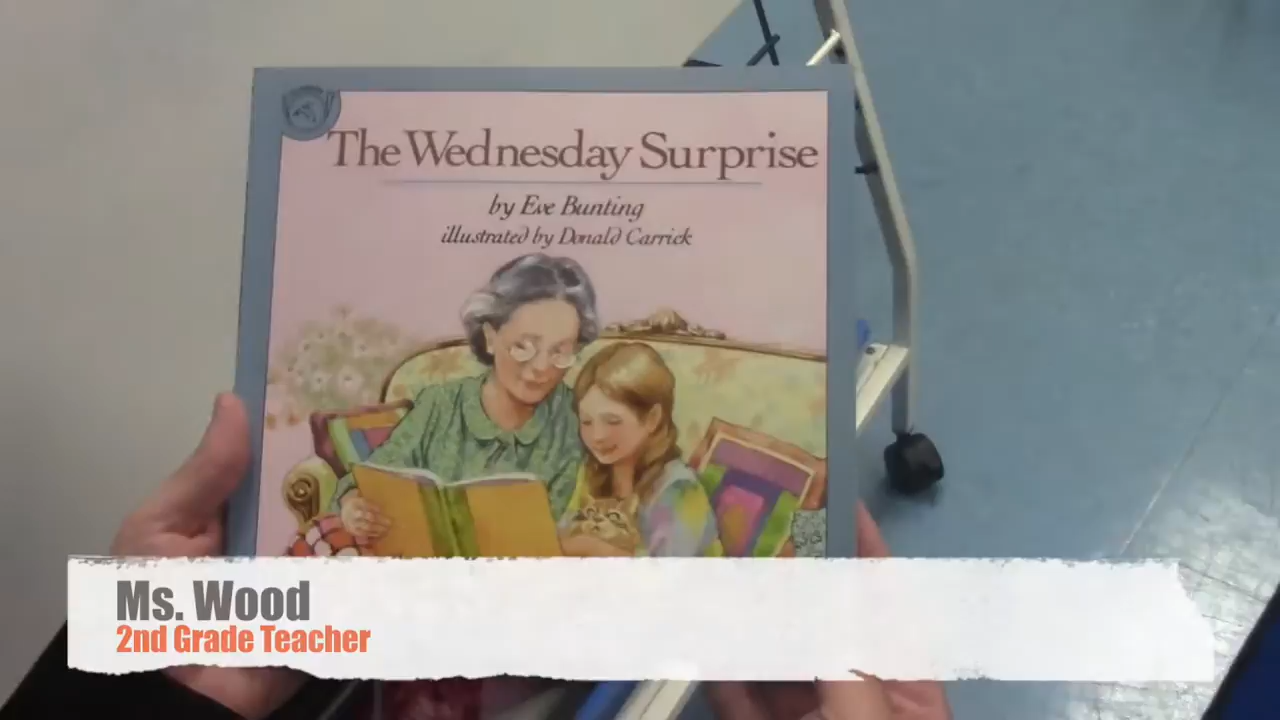 The Wednesday Surprise
by Eve Bunting
illustrated by Donald Carrick
Ms. Wood
2nd Grade Teacher